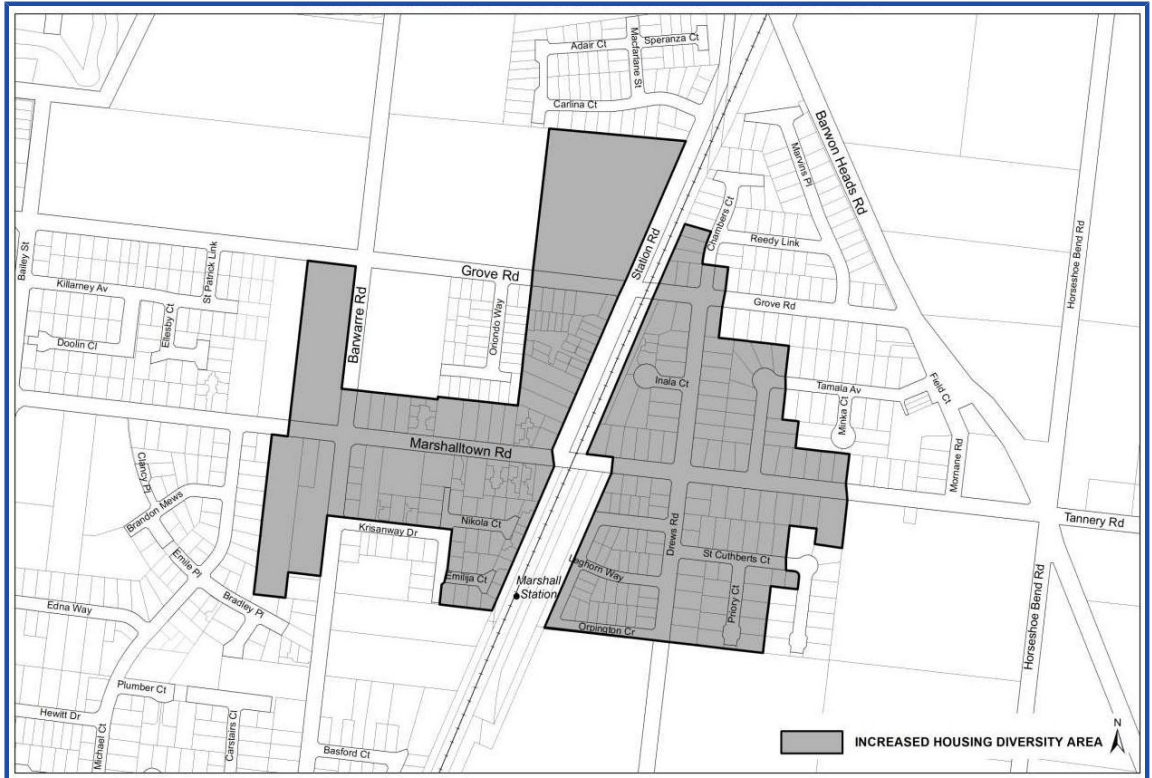 Adair Ct
Macfarlane St
Speranza Ct
Carlina Ct
Barwon Heads Rd
Marvins Pl
Chambers Ct
Reedy Link
Station Rd
Horseshoe Bend Rd
Bailey St
St Patrick Link
Killarney Av
Ellesby Ct
Doolin Cl
Barwarre Rd
Grove Rd
Oriondo Way
Grove Rd
Inala Ct
Tamala Av
Minka Ct
Field Ct
Mornane Rd
Marshalltown Rd
Clancy Pl
Brandon Mews
Nikola Ct
Krisanway Dr
Emilija Ct
Marshall
Station
Drews Rd
St Cuthberts Ct
Leghorn Way
Priory Ct
Orpington Cr
Tannery Rd
Horseshoe Bend Rd
Emile Pl
Edna Way
Bradley Pl
Plumber Ct
Hewitt Dr
Michael Ct
Carstairs Ct
Basford Ct
INCREASED HOUSING DIVERSITY AREA
N